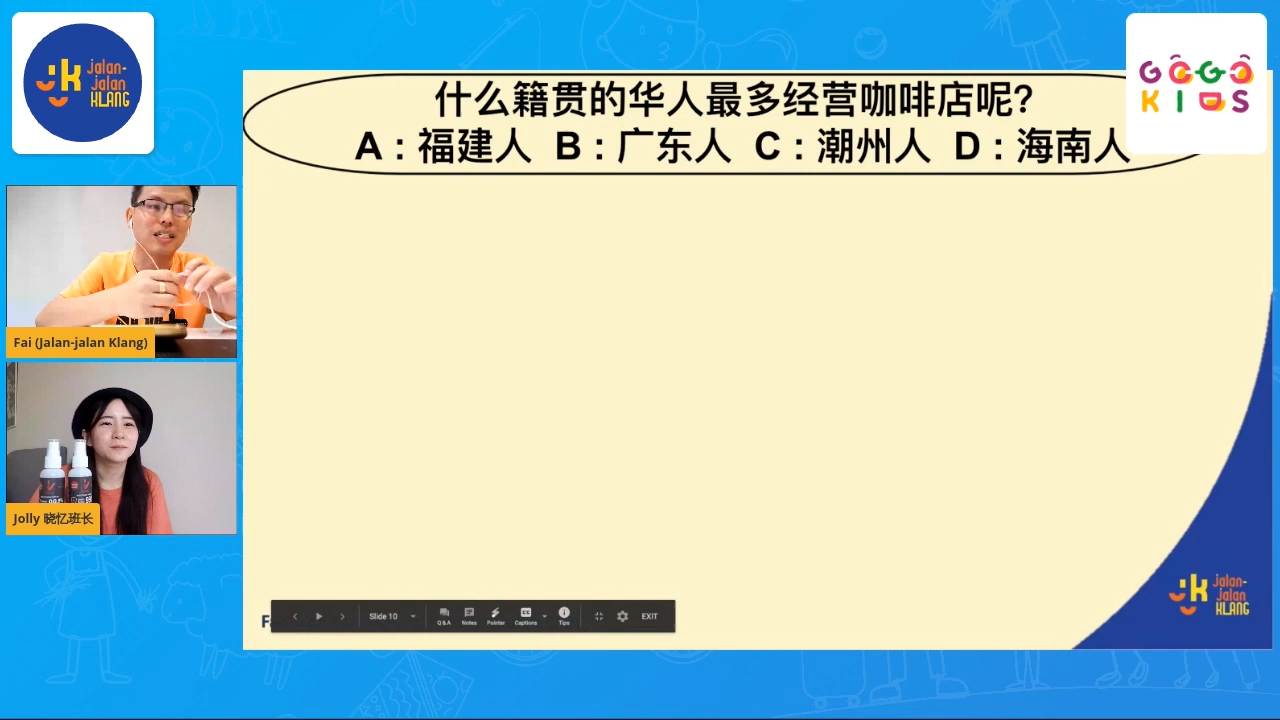 jalan-
jalan
KLANG
GOGO
KIDS
什么籍贯的华人最多经营咖啡店呢?
A：福建人 B：广东人 C：潮州人 D：海南人
Fai (Jalan-jalan Klang)
Jolly 晓忆班长
Slide 10
Q&A
Notes
Pointer
Captions
Tips
EXIT
jalan-
jalan
KLANG